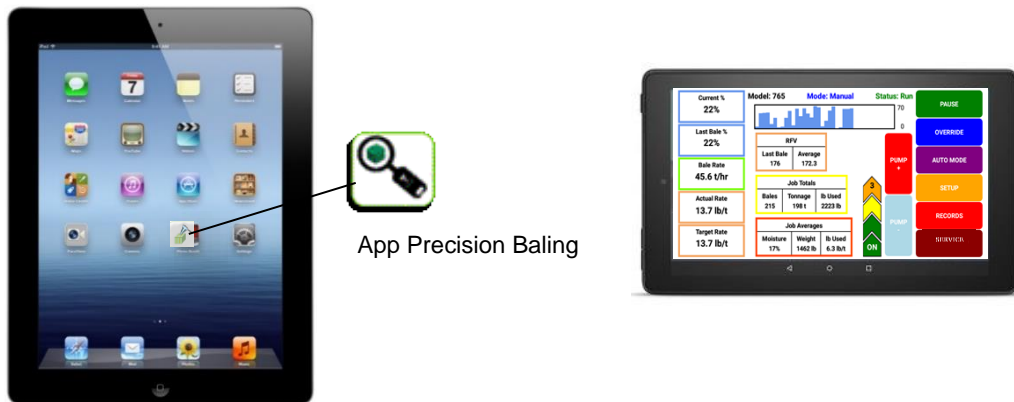 7
App Precision Baling
Current %
22%
Last Bale %
22%
Bale Rate
45.6 t/hr
Actual Rate
13.7 lb/t
Target Rate
13.7 lb/t
Model: 765 Mode: Manual Status: Run
70
0
RFV
Last Bale Average
176 172.3
Job Totals
Bales Tonnage lb Used
215 198 t 2223 lb
Job Averages
Moisture Weight lb Used
17% 1462 lb 6.3 lb/t
3
ON
PUMP
+
PUMP
-
PAUSE
OVERRIDE
AUTO MODE
SETUP
RECORDS
SERVICE